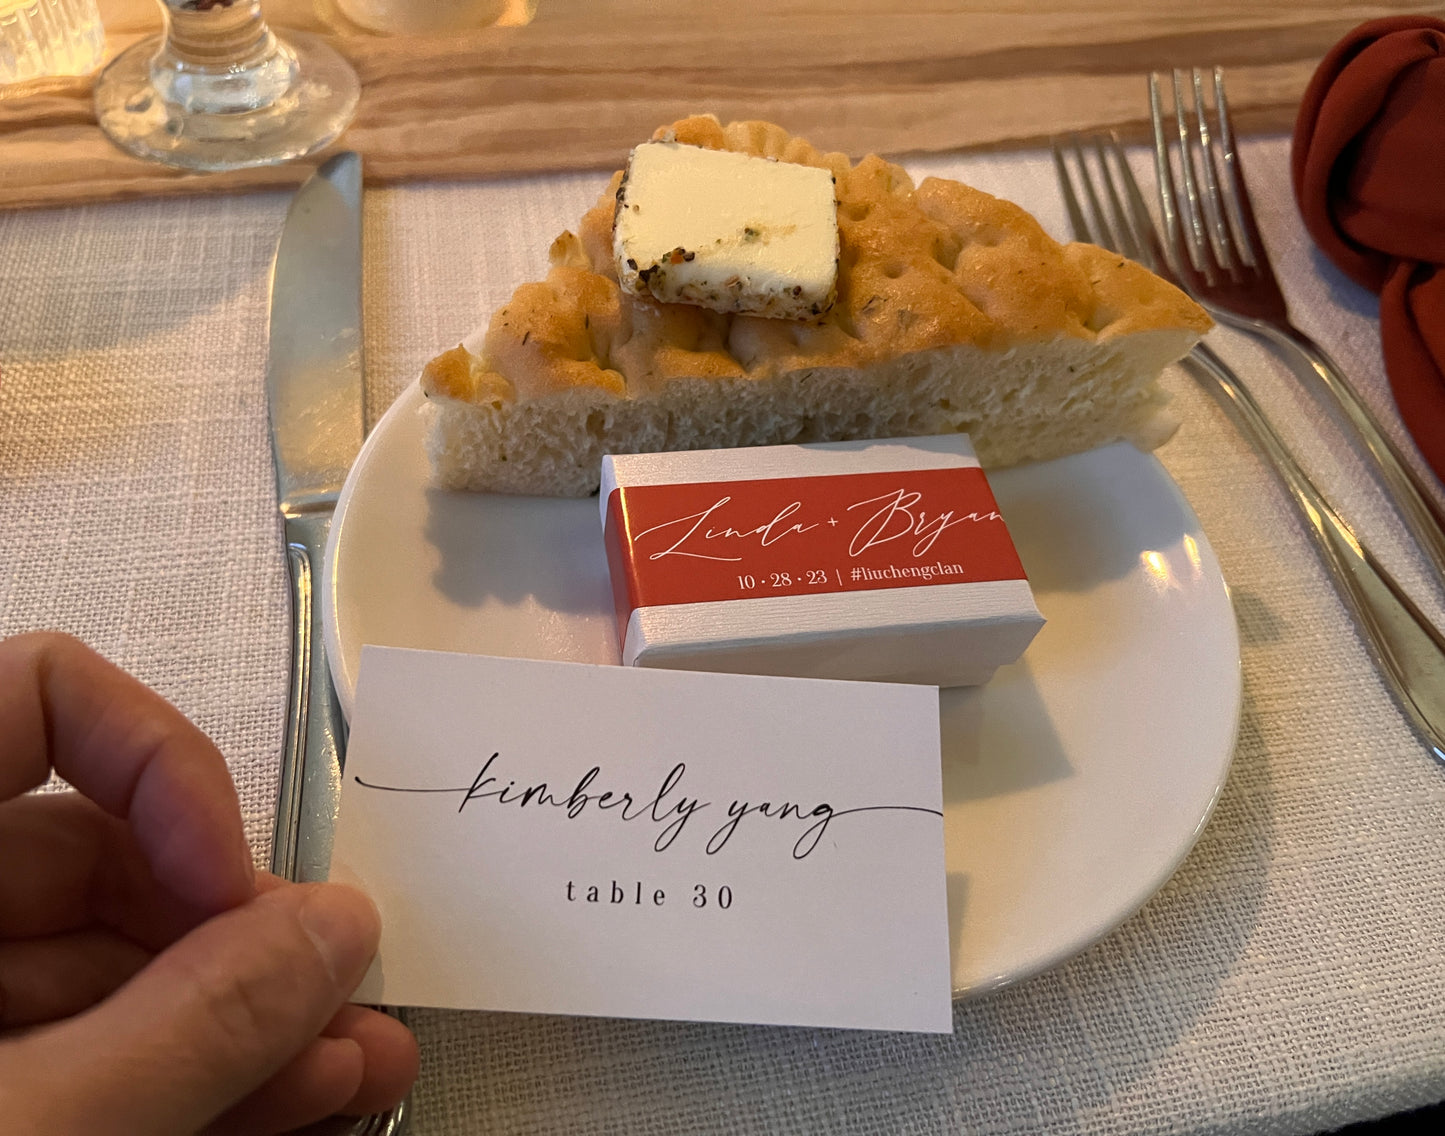 Linda + Bryan
10 • 28 • 23 | #liuchengclan
kimberly yang
table 30